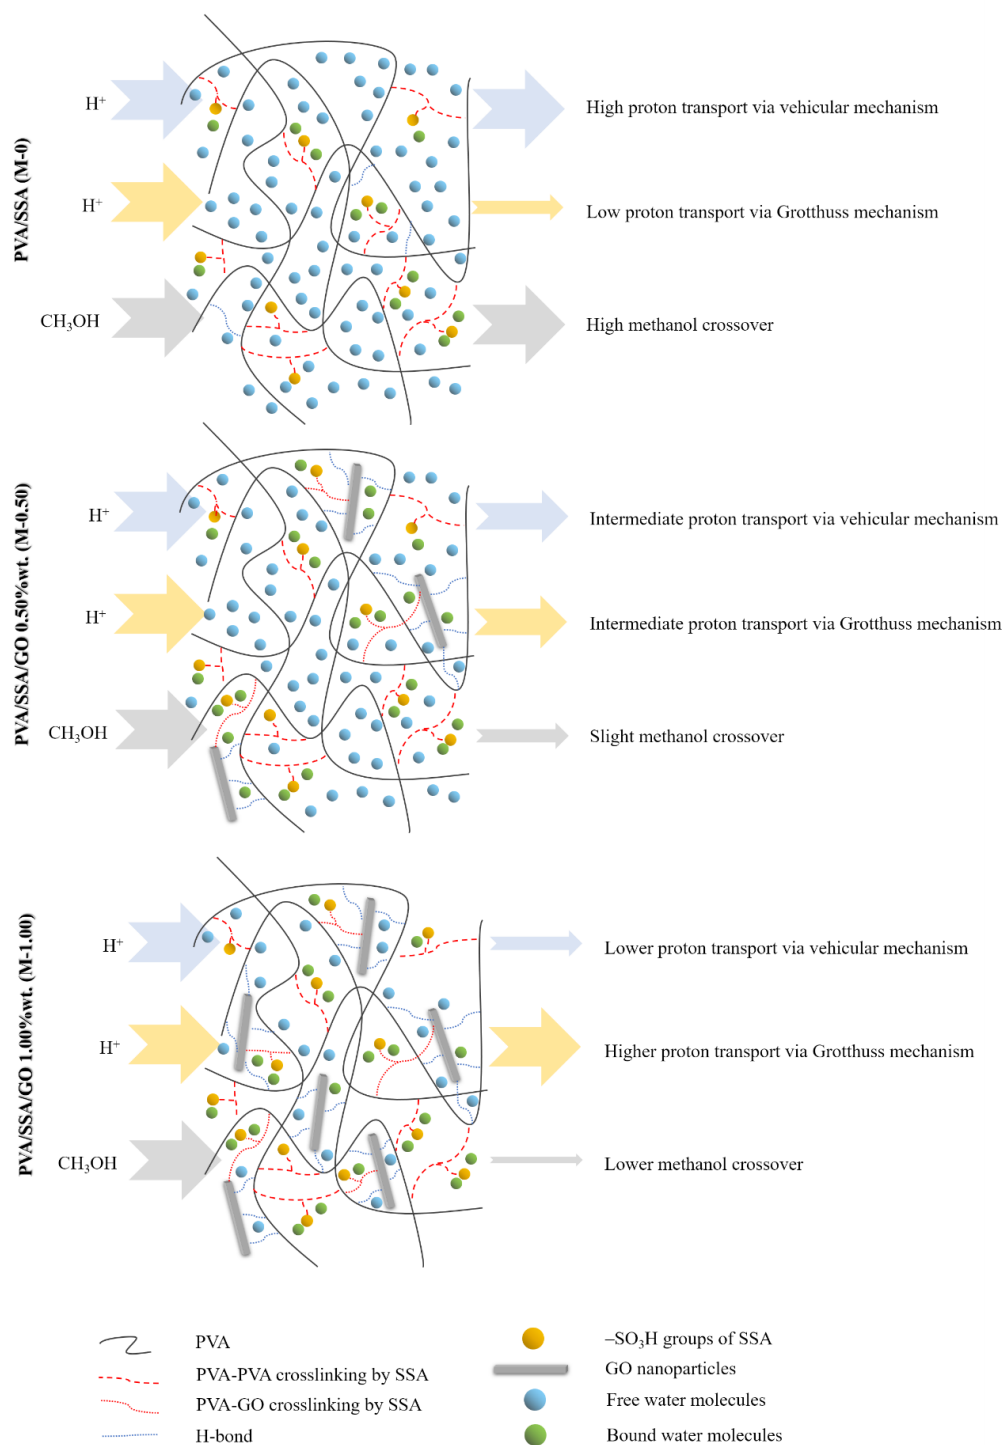 PVA/SSA (M-0)
H⁺
High proton transport via vehicular mechanism
H⁺
Low proton transport via Grotthuss mechanism
CH₃OH
High methanol crossover
PVA/SSA/GO 0.50%wt. (M-0.50)
H⁺
Intermediate proton transport via vehicular mechanism
H⁺
Intermediate proton transport via Grotthuss mechanism
CH₃OH
Slight methanol crossover
PVA/SSA/GO 1.00%wt. (M-1.00)
H⁺
Lower proton transport via vehicular mechanism
H⁺
Higher proton transport via Grotthuss mechanism
CH₃OH
Lower methanol crossover
PVA
PVA-PVA crosslinking by SSA
PVA-GO crosslinking by SSA
H-bond
–SO₃H groups of SSA
GO nanoparticles
Free water molecules
Bound water molecules